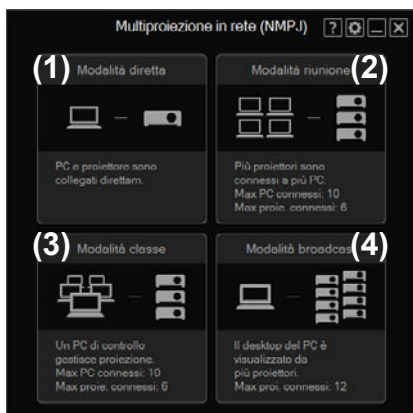 Multiproiezione in rete (NMPJ)
(1) Modalità diretta
PC e proiettore sono
collegati direttam.
Modalità riunione (2)
Più proiettori sono
connessi a più PC.
Max PC connessi: 10
Max proie. connessi: 6
(3) Modalità classe
Un PC di controllo
gestisce proiezione.
Max PC connessi: 10
Max proie. connessi: 6
Modalità broadcast (4)
Il desktop del PC è
visualizzato da
più proiettori.
Max proi. connessi: 12